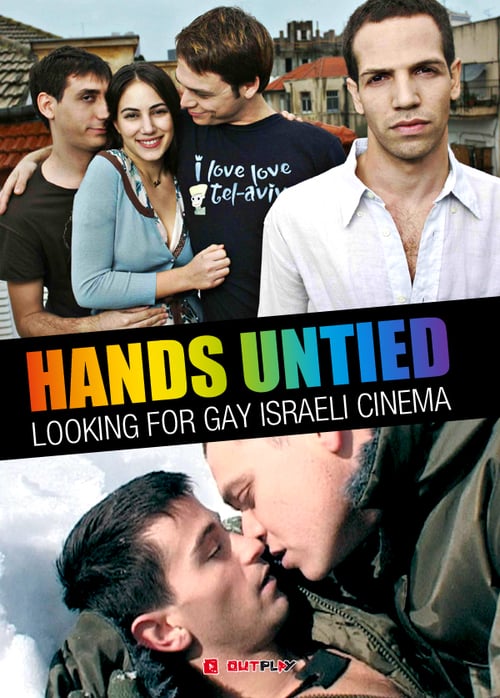 i love love
tel-aviv
HANDS UNTIED
LOOKING FOR GAY ISRAELI CINEMA
OUTPLAY